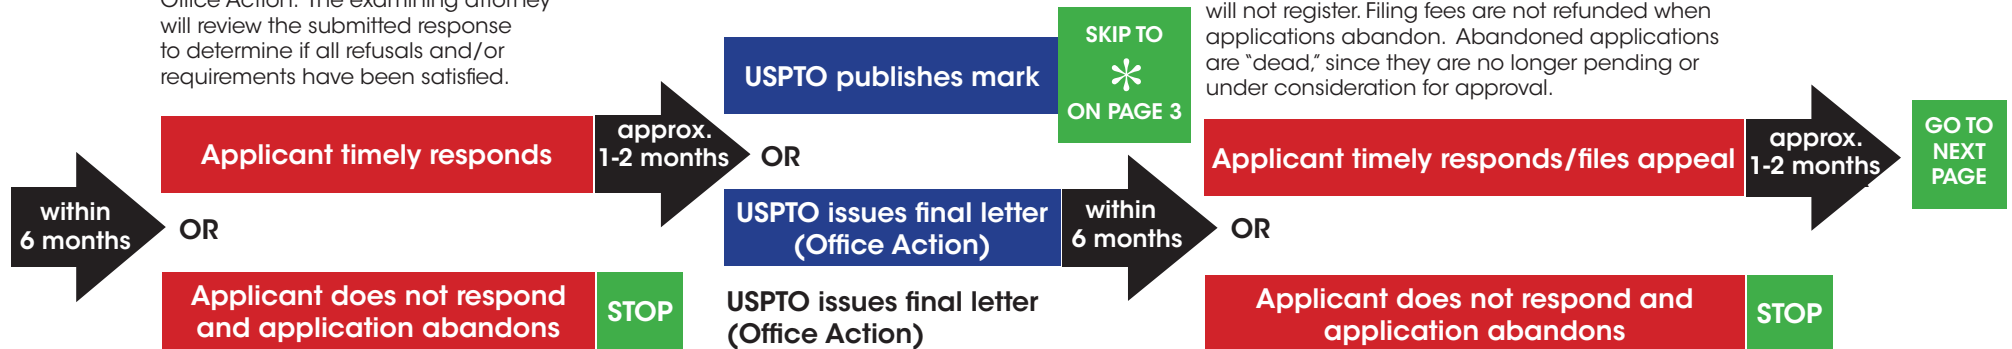 Office Action. The examining attorney
will review the submitted response
to determine if all refusals and/or
requirements have been satisfied.
within
6 months
Applicant timely responds
OR
Applicant does not respond
and application abandons
STOP
approx.
1-2 months
USPTO publishes mark
SKIP TO
*
ON PAGE 3
OR
USPTO issues final letter
(Office Action)
USPTO issues final letter
(Office Action)
within
6 months
will not register. Filing fees are not refunded when
applications abandon. Abandoned applications
are “dead,” since they are no longer pending or
under consideration for approval.
Applicant timely responds/files appeal
OR
Applicant does not respond and
application abandons
STOP
approx.
1-2 months
GO TO
NEXT
PAGE